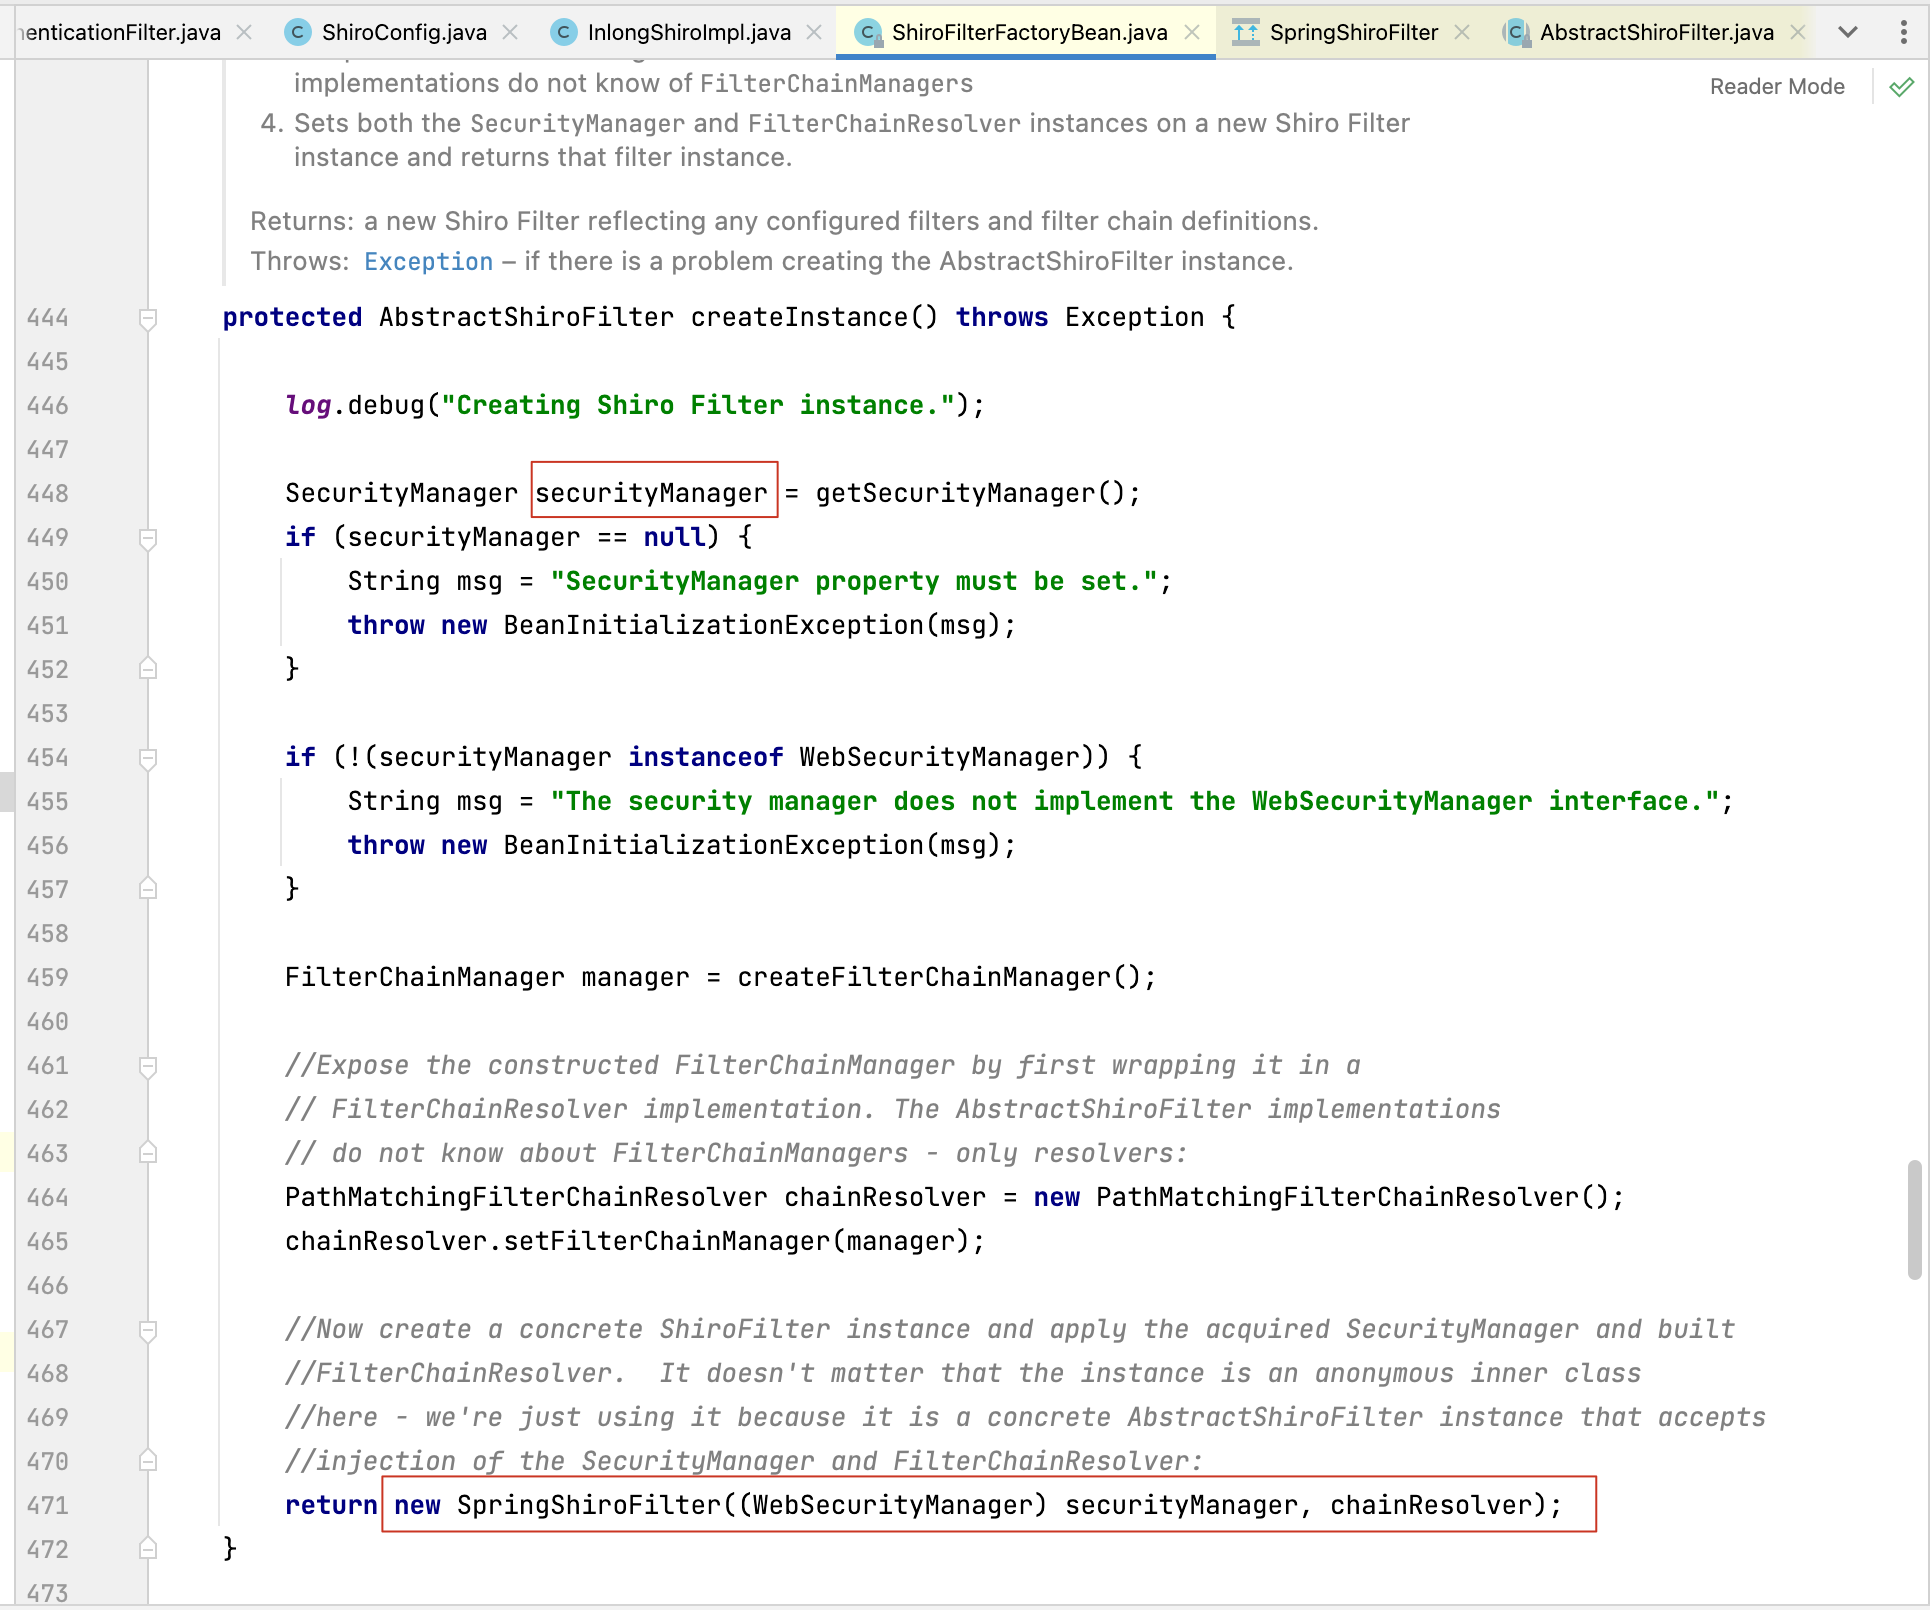 enticationFilter.java ShiroConfig.java InlongShiroImpl.java ShiroFilterFactoryBean.java SpringShiroFilter AbstractShiroFilter.java
implementations do not know of FilterChainManagers
Reader Mode
4. Sets both the SecurityManager and FilterChainResolver instances on a new Shiro Filter
instance and returns that filter instance.
Returns: a new Shiro Filter reflecting any configured filters and filter chain definitions.
Throws: Exception – if there is a problem creating the AbstractShiroFilter instance.
444 protected AbstractShiroFilter createInstance() throws Exception {
445
446 log.debug("Creating Shiro Filter instance.");
447
448 SecurityManager securityManager = getSecurityManager();
449 if (securityManager == null) {
450 String msg = "SecurityManager property must be set.";
451 throw new BeanInitializationException(msg);
452 }
453
454 if (!(securityManager instanceof WebSecurityManager)) {
455 String msg = "The security manager does not implement the WebSecurityManager interface.";
456 throw new BeanInitializationException(msg);
457 }
458
459 FilterChainManager manager = createFilterChainManager();
460
461 //Expose the constructed FilterChainManager by first wrapping it in a
462 // FilterChainResolver implementation. The AbstractShiroFilter implementations
463 // do not know about FilterChainManagers - only resolvers:
464 PathMatchingFilterChainResolver chainResolver = new PathMatchingFilterChainResolver();
465 chainResolver.setFilterChainManager(manager);
466
467 //Now create a concrete ShiroFilter instance and apply the acquired SecurityManager and built
468 //FilterChainResolver.  It doesn't matter that the instance is an anonymous inner class
469 //here - we're just using it because it is a concrete AbstractShiroFilter instance that accepts
470 //injection of the SecurityManager and FilterChainResolver:
471 return new SpringShiroFilter((WebSecurityManager) securityManager, chainResolver);
472 }
473